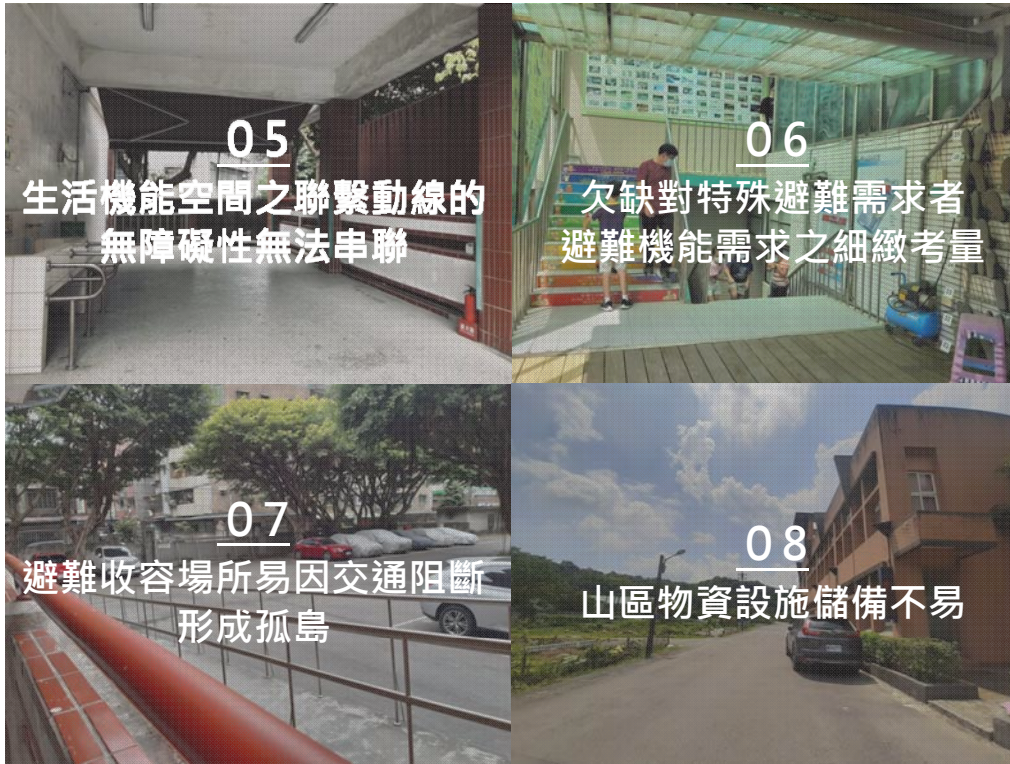 05
生活機能空間之聯繫動線的
無障礙性無法串聯
06
欠缺對特殊避難需求者
避難機能需求之細緻考量
07
避難收容場所易因交通阻斷
形成孤島
08
山區物資設施儲備不易